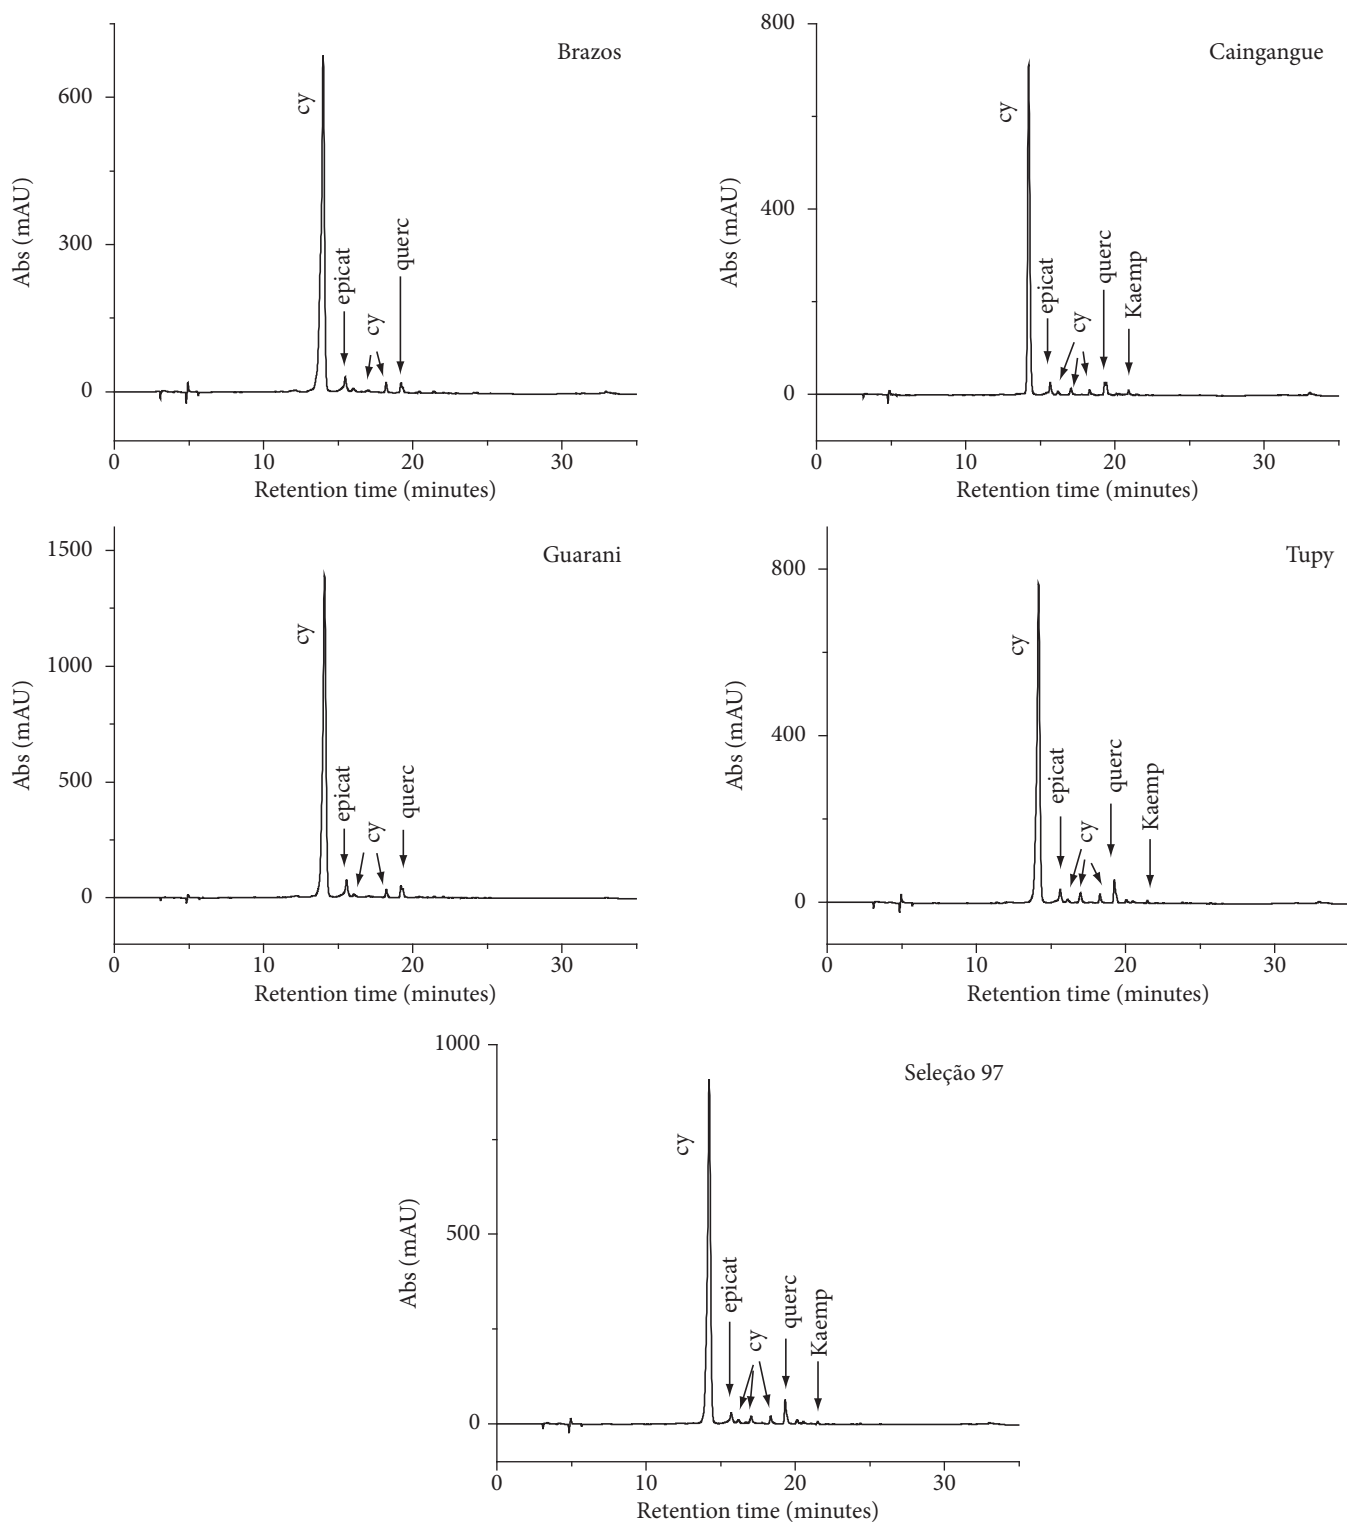 Brazos
600
300
0
Abs (mAU)
cy
epicat
cy
querc
0 10 20 30
Retention time (minutes)
Caingangue
800
400
0
Abs (mAU)
cy
epicat
cy
querc
Kaemp
0 10 20 30
Retention time (minutes)
Guarani
1500
1000
500
0
Abs (mAU)
cy
epicat
cy
querc
0 10 20 30
Retention time (minutes)
Tupy
800
400
0
Abs (mAU)
cy
epicat
cy
querc
Kaemp
0 10 20 30
Retention time (minutes)
Seleção 97
1000
500
0
Abs (mAU)
cy
epicat
cy
querc
Kaemp
0 10 20 30
Retention time (minutes)